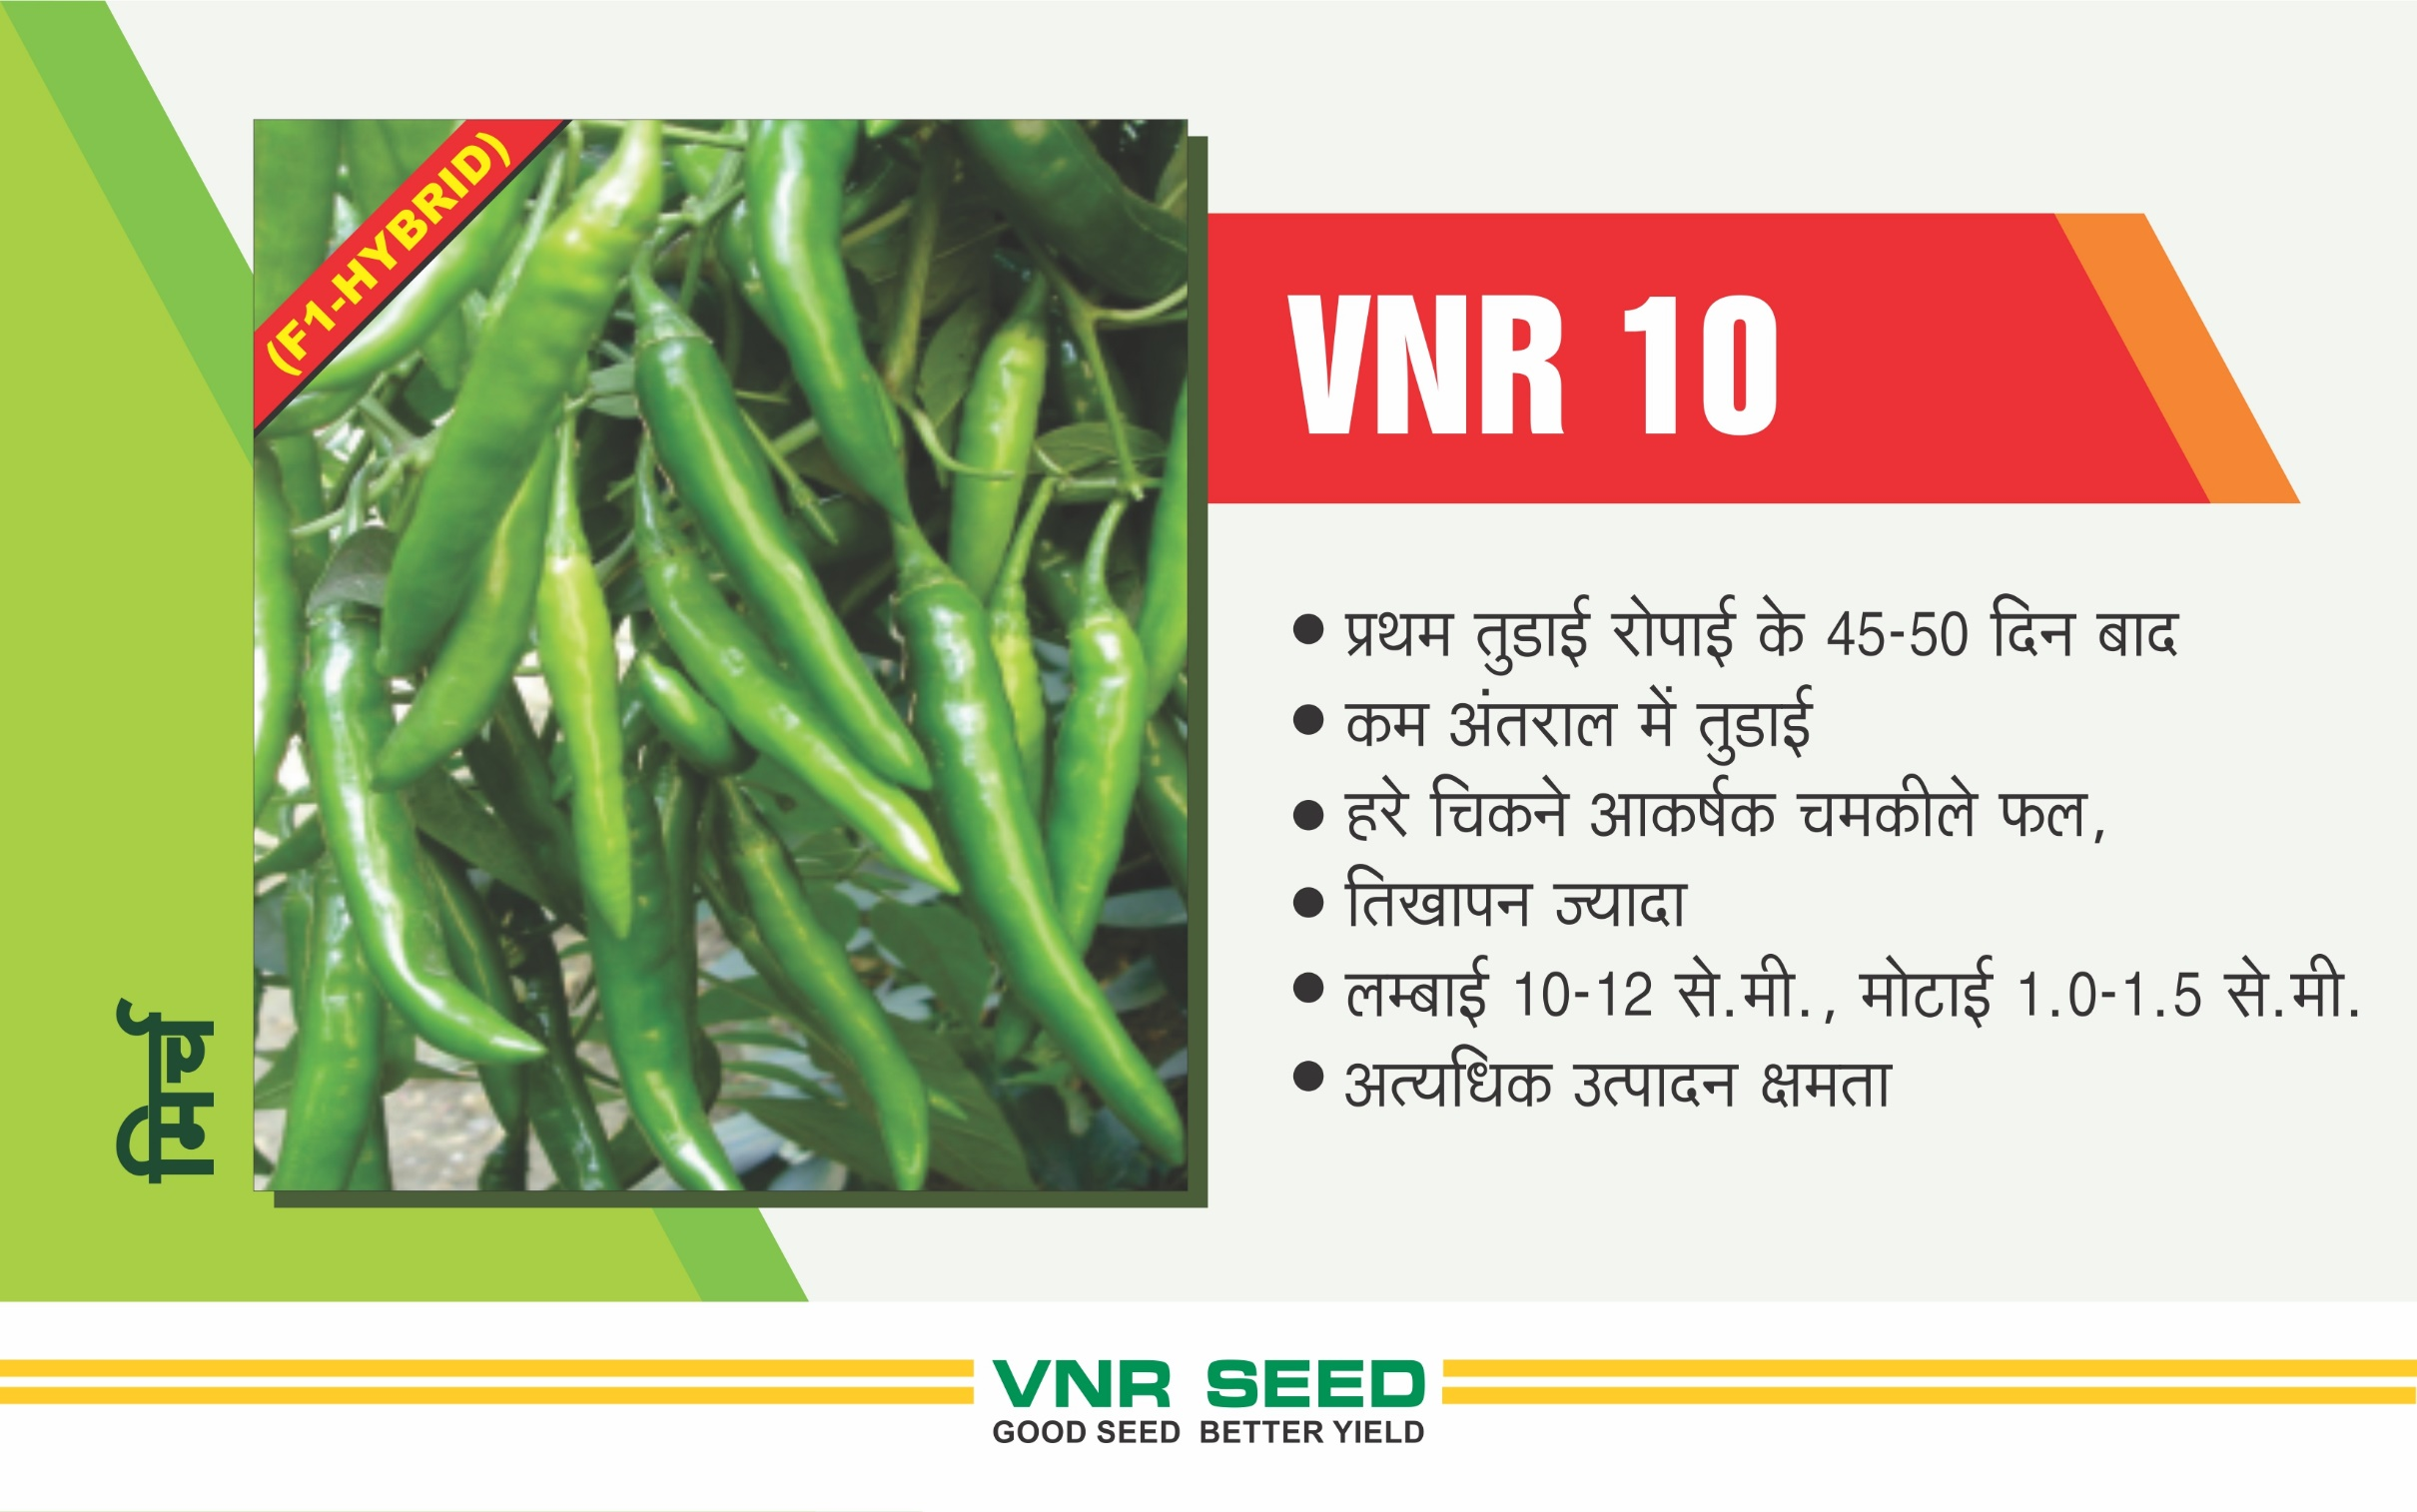 (F1-HYBRID)
VNR 10
● प्रथम तुडाई रोपाई के 45-50 दिन बाद
● कम अंतराल में तुडाई
● हरे चिकने आकर्षक चमकीले फल,
● तिखापन ज्यादा
● लम्बाई 10-12 से.मी., मोटाई 1.0-1.5 से.मी.
● अत्यधिक उत्पादन क्षमता
मिर्च
VNR SEED
GOOD SEED BETTER YIELD